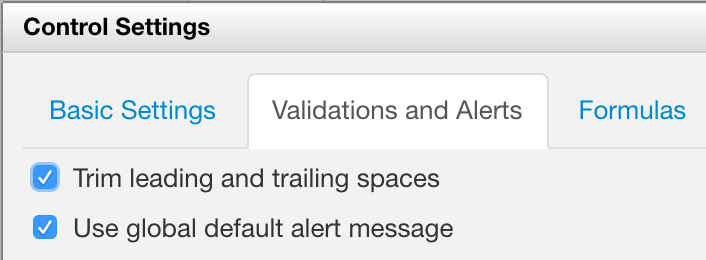 Control Settings
Basic Settings Validations and Alerts Formulas
Trim leading and trailing spaces
Use global default alert message